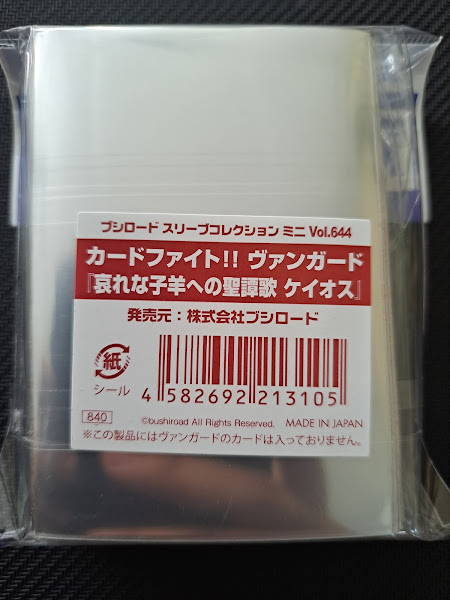 ブシロード スリーブコレクション ミニ Vol.644
カードファイト!! ヴァンガード
『哀れな子羊への聖譚歌 ケイオス』
発売元：株式会社ブシロード
紙
シール
4 582692 213105
840
©bushiroad All Rights Reserved. MADE IN JAPAN
※この製品にはヴァンガードのカードは入っておりません。